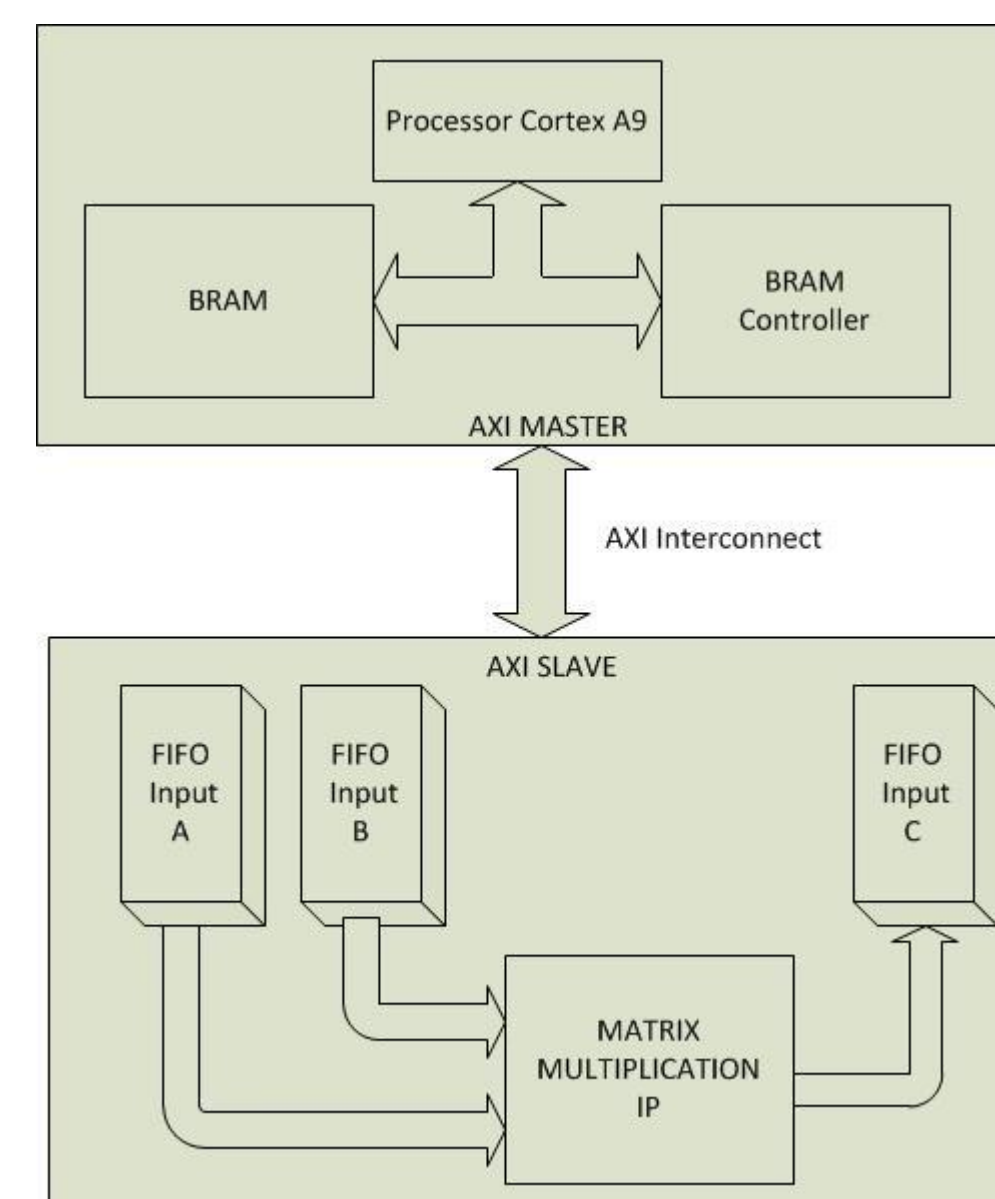 Processor Cortex A9
BRAM
BRAM
Controller
AXI MASTER
AXI Interconnect
AXI SLAVE
FIFO
Input
A
FIFO
Input
B
FIFO
Input
C
MATRIX
MULTIPLICATION
IP